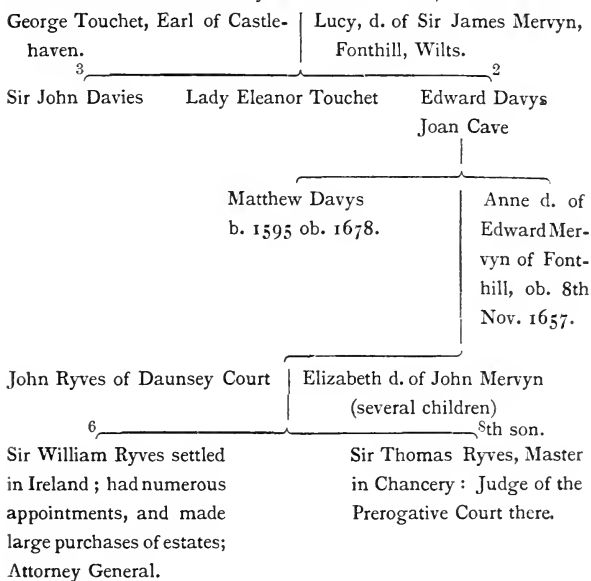 George Touchet, Earl of Castle-
haven.
Lucy, d. of Sir James Mervyn,
Fonthill, Wilts.
3
2
Sir John Davies
Lady Eleanor Touchet
Edward Davys
Joan Cave
Matthew Davys
b. 1595 ob. 1678.
Anne d. of
Edward Mer-
vyn of Font-
hill, ob. 8th
Nov. 1657.
John Ryves of Daunsey Court
Elizabeth d. of John Mervyn
(several children)
6
8th son.
Sir William Ryves settled
in Ireland ; had numerous
appointments, and made
large purchases of estates;
Attorney General.
Sir Thomas Ryves, Master
in Chancery : Judge of the
Prerogative Court there.